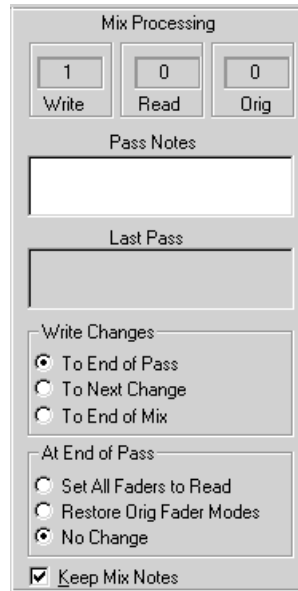 Mix Processing
1 0 0
Write Read Orig
Pass Notes
Last Pass
Write Changes
To End of Pass
To Next Change
To End of Mix
At End of Pass
Set All Faders to Read
Restore Orig Fader Modes
No Change
Keep Mix Notes